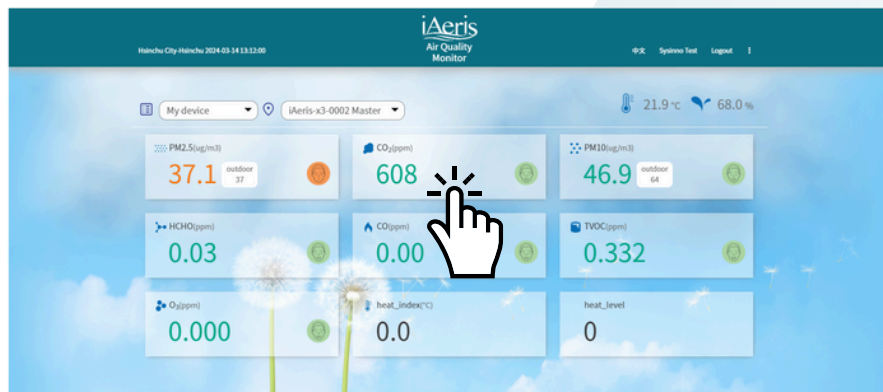 iAeris
Air Quality
Monitor
Hsinchu City-Hsinchu 2024-03-14 13:12:00
中文 Sysinno Test Logout
My device
iAeris-x3-0002 Master
21.9 °C
68.0 %
PM2.5(ug/m3)
37.1
outdoor
37
CO₂(ppm)
608
PM10(ug/m3)
46.9
outdoor
64
HCHO(ppm)
0.03
CO(ppm)
0.00
TVOC(ppm)
0.332
O₃(ppm)
0.000
heat_index(°C)
0.0
heat_level
0